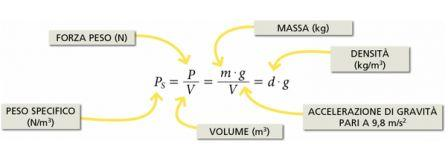 MASSA (kg)
FORZA PESO (N)
DENSITÀ
(kg/m³)
Pₛ = P/V = m · g/V = d · g
PESO SPECIFICO
(N/m³)
VOLUME (m³)
ACCELERAZIONE DI GRAVITÀ
PARI A 9,8 m/s²